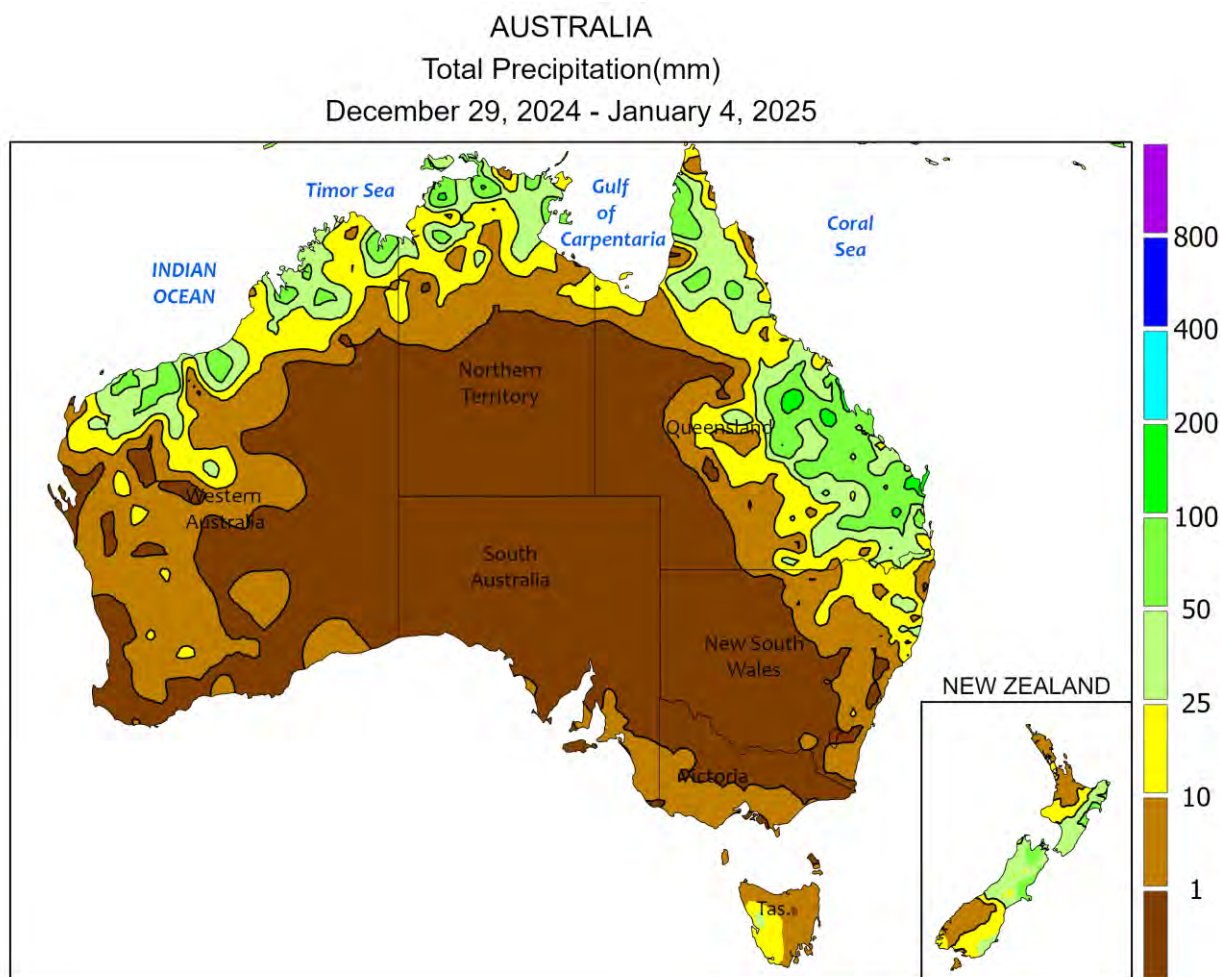 AUSTRALIA
Total Precipitation(mm)
December 29, 2024 - January 4, 2025
Timor Sea
Gulf
of
Carpentaria
Coral
Sea
INDIAN
OCEAN
Northern
Territory
Queensland
Western
Australia
South
Australia
New South
Wales
Victoria
Tas.
NEW ZEALAND
800
400
200
100
50
25
10
1